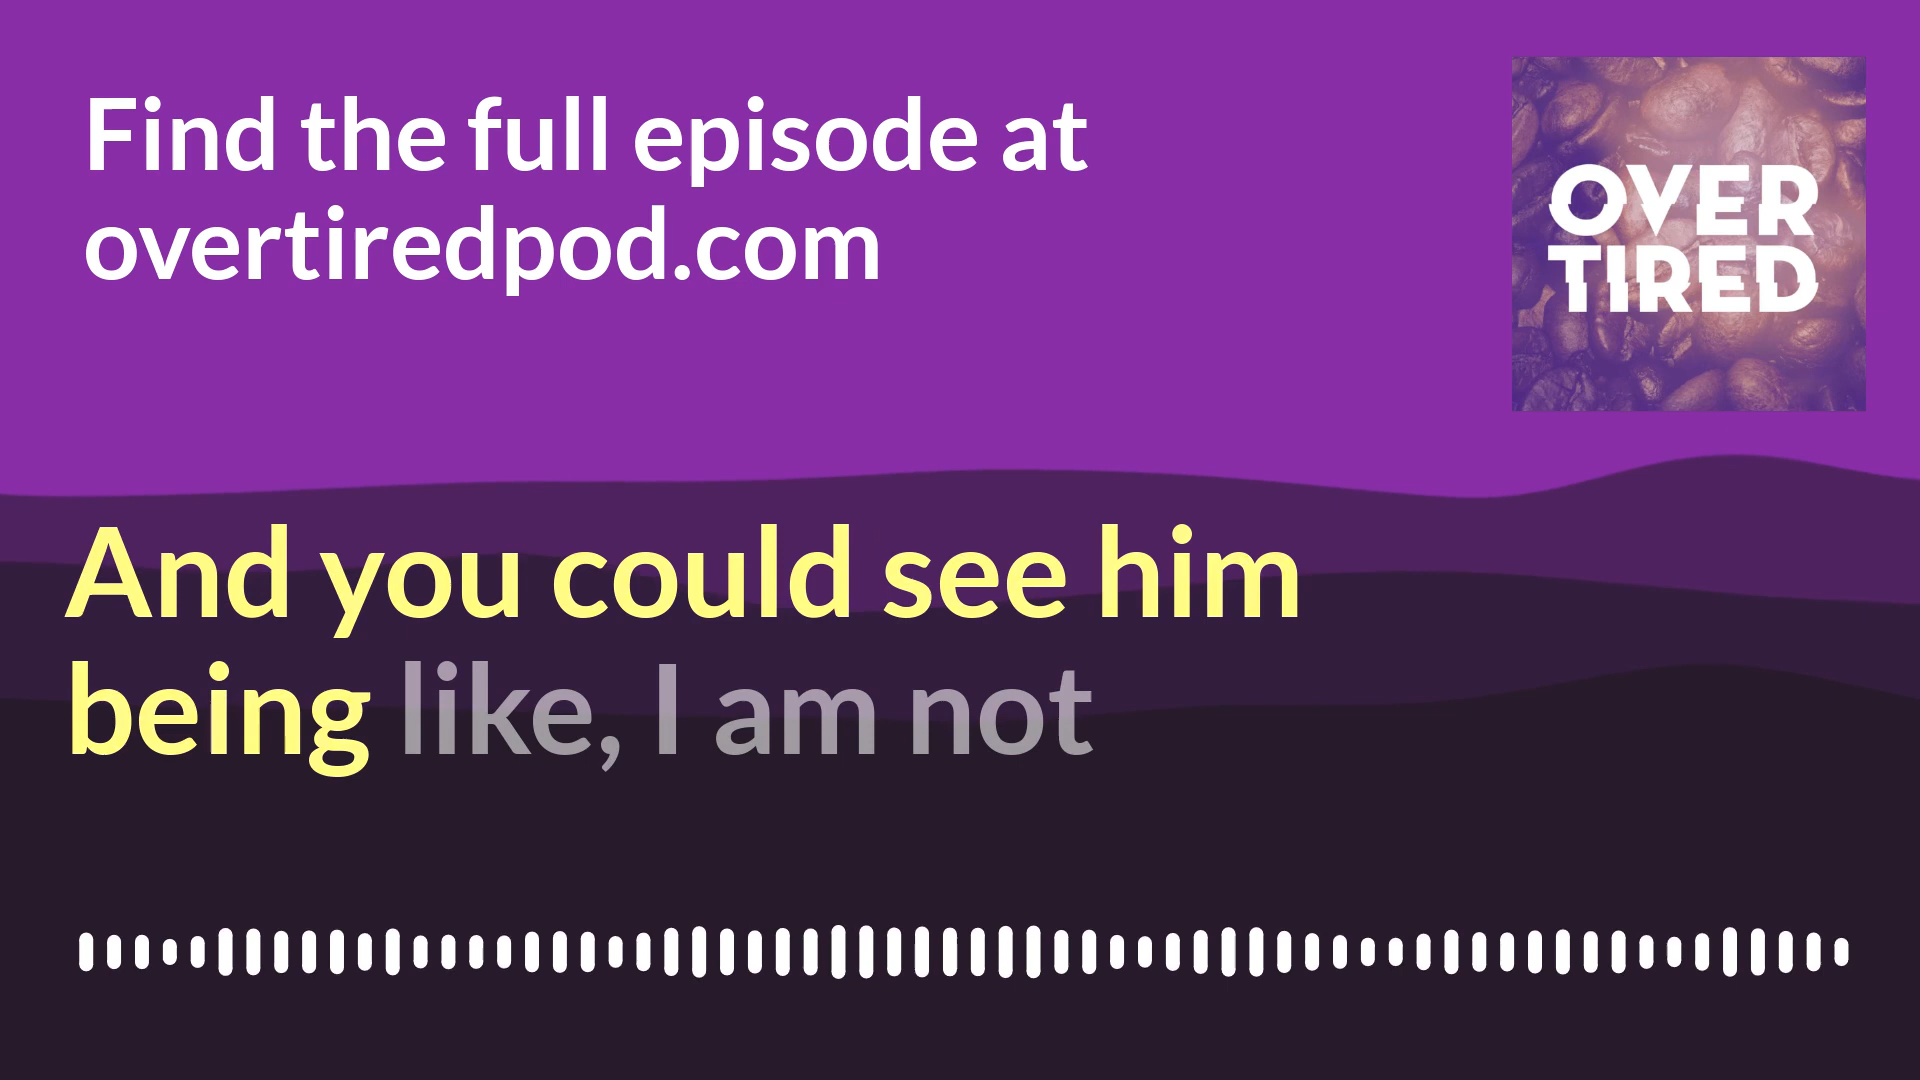 Find the full episode at
overtiredpod.com
OVER
TIRED
And you could see him
being like, I am not